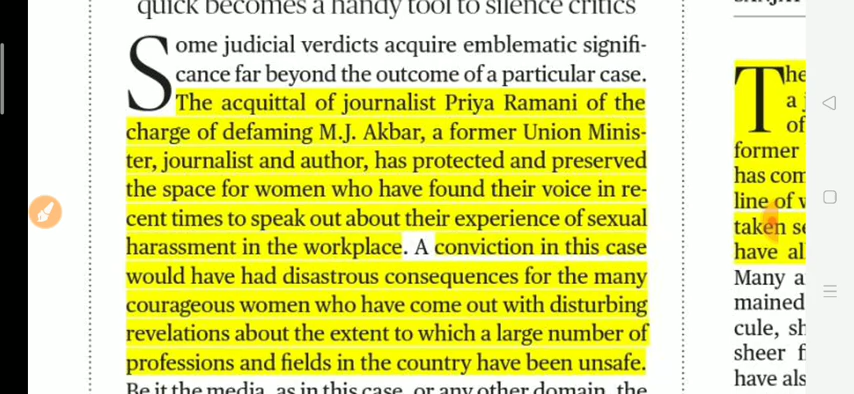 quick becomes a handy tool to silence critics
Some judicial verdicts acquire emblematic signifi-
cance far beyond the outcome of a particular case.
The acquittal of journalist Priya Ramani of the
charge of defaming M.J. Akbar, a former Union Minis-
ter, journalist and author, has protected and preserved
the space for women who have found their voice in re-
cent times to speak out about their experience of sexual
harassment in the workplace. A conviction in this case
would have had disastrous consequences for the many
courageous women who have come out with disturbing
revelations about the extent to which a large number of
professions and fields in the country have been unsafe.
Be it the media, as in this case, or any other domain, the
The
a
of
former
has com
line of
taken se
have al
Many a
mained
cule, sh
sheer f
have als